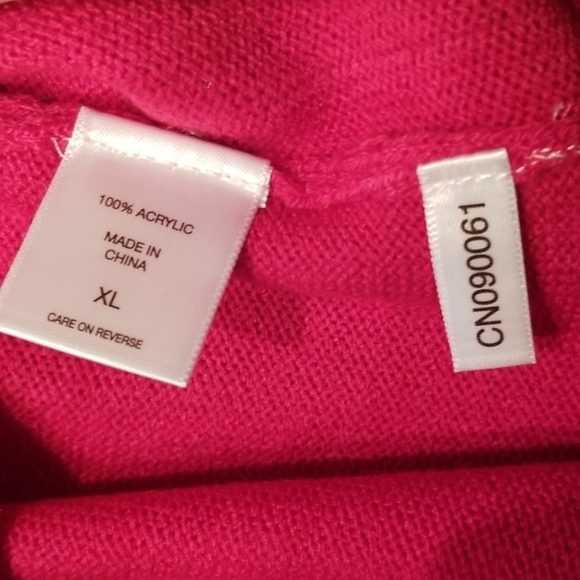 100% ACRYLIC
MADE IN
CHINA
XL
CARE ON REVERSE
CN090061